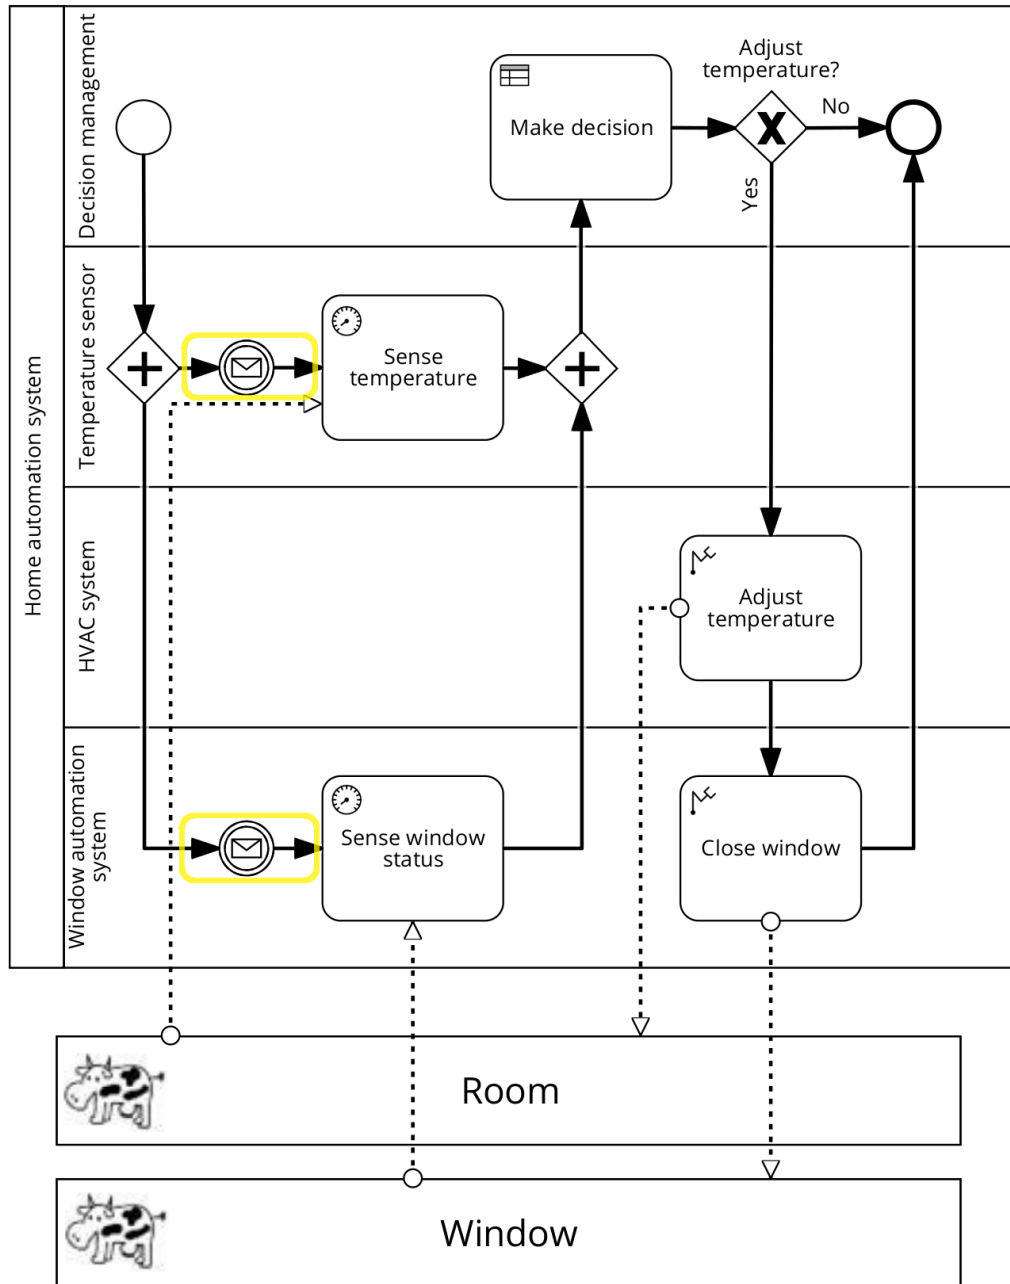 Home automation system
Decision management
Temperature sensor
HVAC system
Window automation
system
Make decision
Adjust
temperature?
No
Yes
Sense
temperature
Adjust
temperature
Sense window
status
Close window
Room
Window